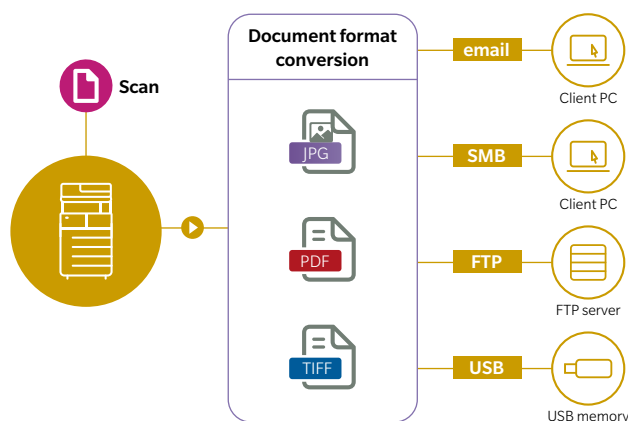 Scan
Document format
conversion
JPG
PDF
TIFF
email
Client PC
SMB
Client PC
FTP
FTP server
USB
USB memory